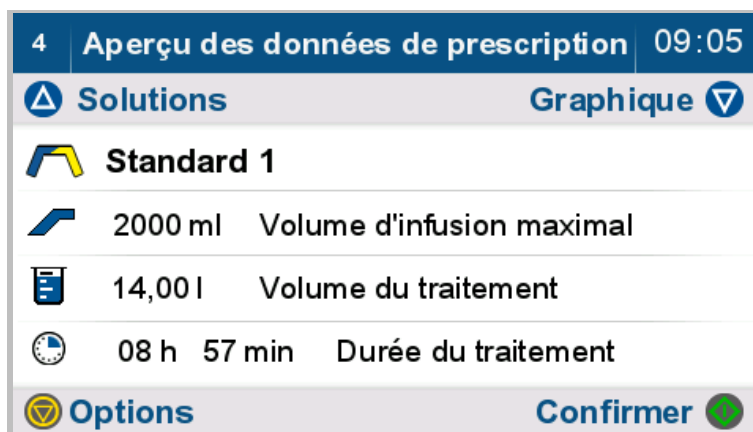 4 Aperçu des données de prescription 09:05
Solutions Graphique
Standard 1
2000 ml Volume d'infusion maximal
14,00 l Volume du traitement
08 h 57 min Durée du traitement
Options Confirmer